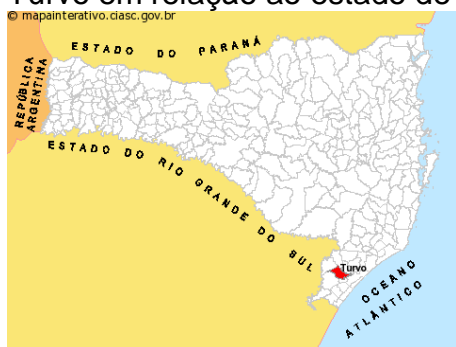 Turvo em relação ao estado de
© mapainterativo.ciasc.gov.br
ESTADO DO PARANÁ
REPÚBLICA
ARGENTINA
ESTADO DO RIO GRANDE DO SUL
Turvo
OCEANO
ATLÂNTICO